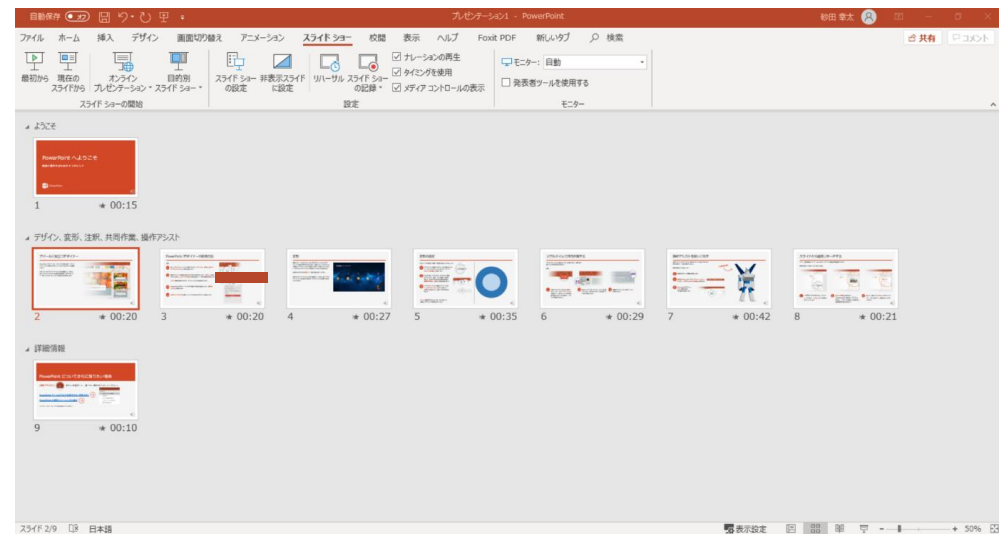 自動保存 オフ プレゼンテーション1 - PowerPoint 砂田 章太
ファイル ホーム 挿入 デザイン 画面切り替え アニメーション スライド ショー 校閲 表示 ヘルプ Foxit PDF 新しいタブ 検索 共有 コメント
最初から 現在のスライドから オンライン プレゼンテーション 目的別 スライド ショー スライド ショーの設定 非表示スライドに設定 リハーサル スライド ショーの記録
ナレーションの再生
タイミングを使用
メディア コントロールの表示
モニター: 自動
発表者ツールを使用する
スライド ショーの開始 設定 モニター
ようこそ
PowerPoint へようこそ
1 00:15
デザイン、変形、注釈、共同作業、操作アシスト
2 00:20 3 00:20 4 00:27 5 00:35 6 00:29 7 00:42 8 00:21
詳細情報
9 00:10
スライド 2/9 日本語 表示設定 - + 50%